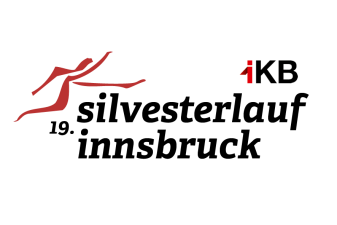 iKB
silvesterlauf
19. innsbruck